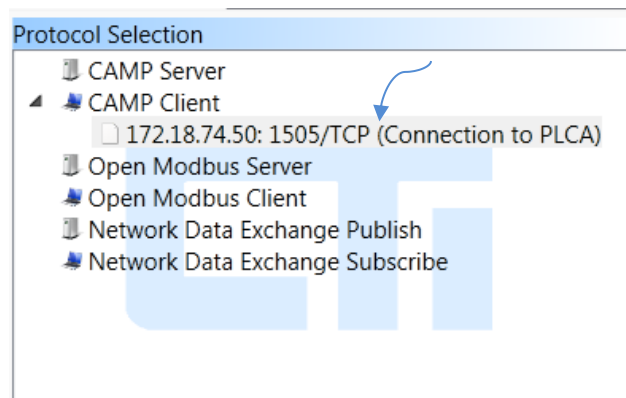 Protocol Selection
CAMP Server
CAMP Client
172.18.74.50: 1505/TCP (Connection to PLCA)
Open Modbus Server
Open Modbus Client
Network Data Exchange Publish
Network Data Exchange Subscribe
CTi